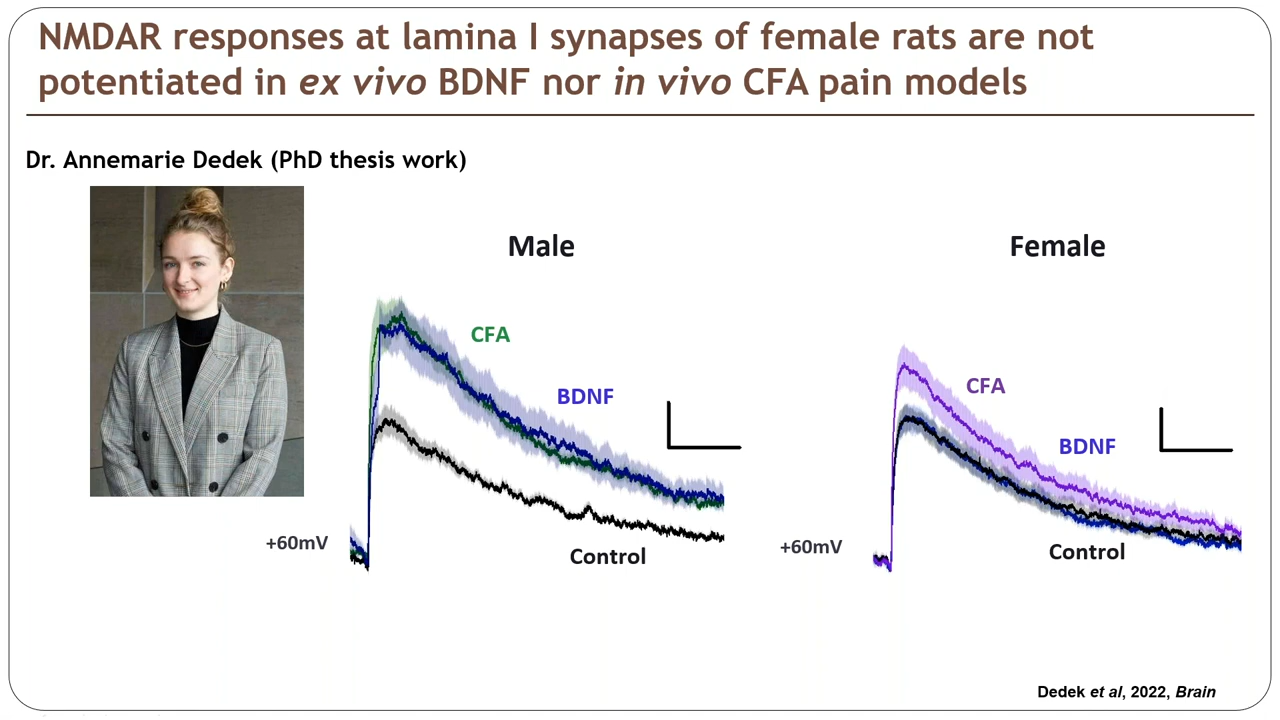 NMDAR responses at lamina I synapses of female rats are not
potentiated in ex vivo BDNF nor in vivo CFA pain models
Dr. Annemarie Dedek (PhD thesis work)
Male
Female
CFA
BDNF
CFA
BDNF
+60mV
Control
+60mV
Control
Dedek et al, 2022, Brain